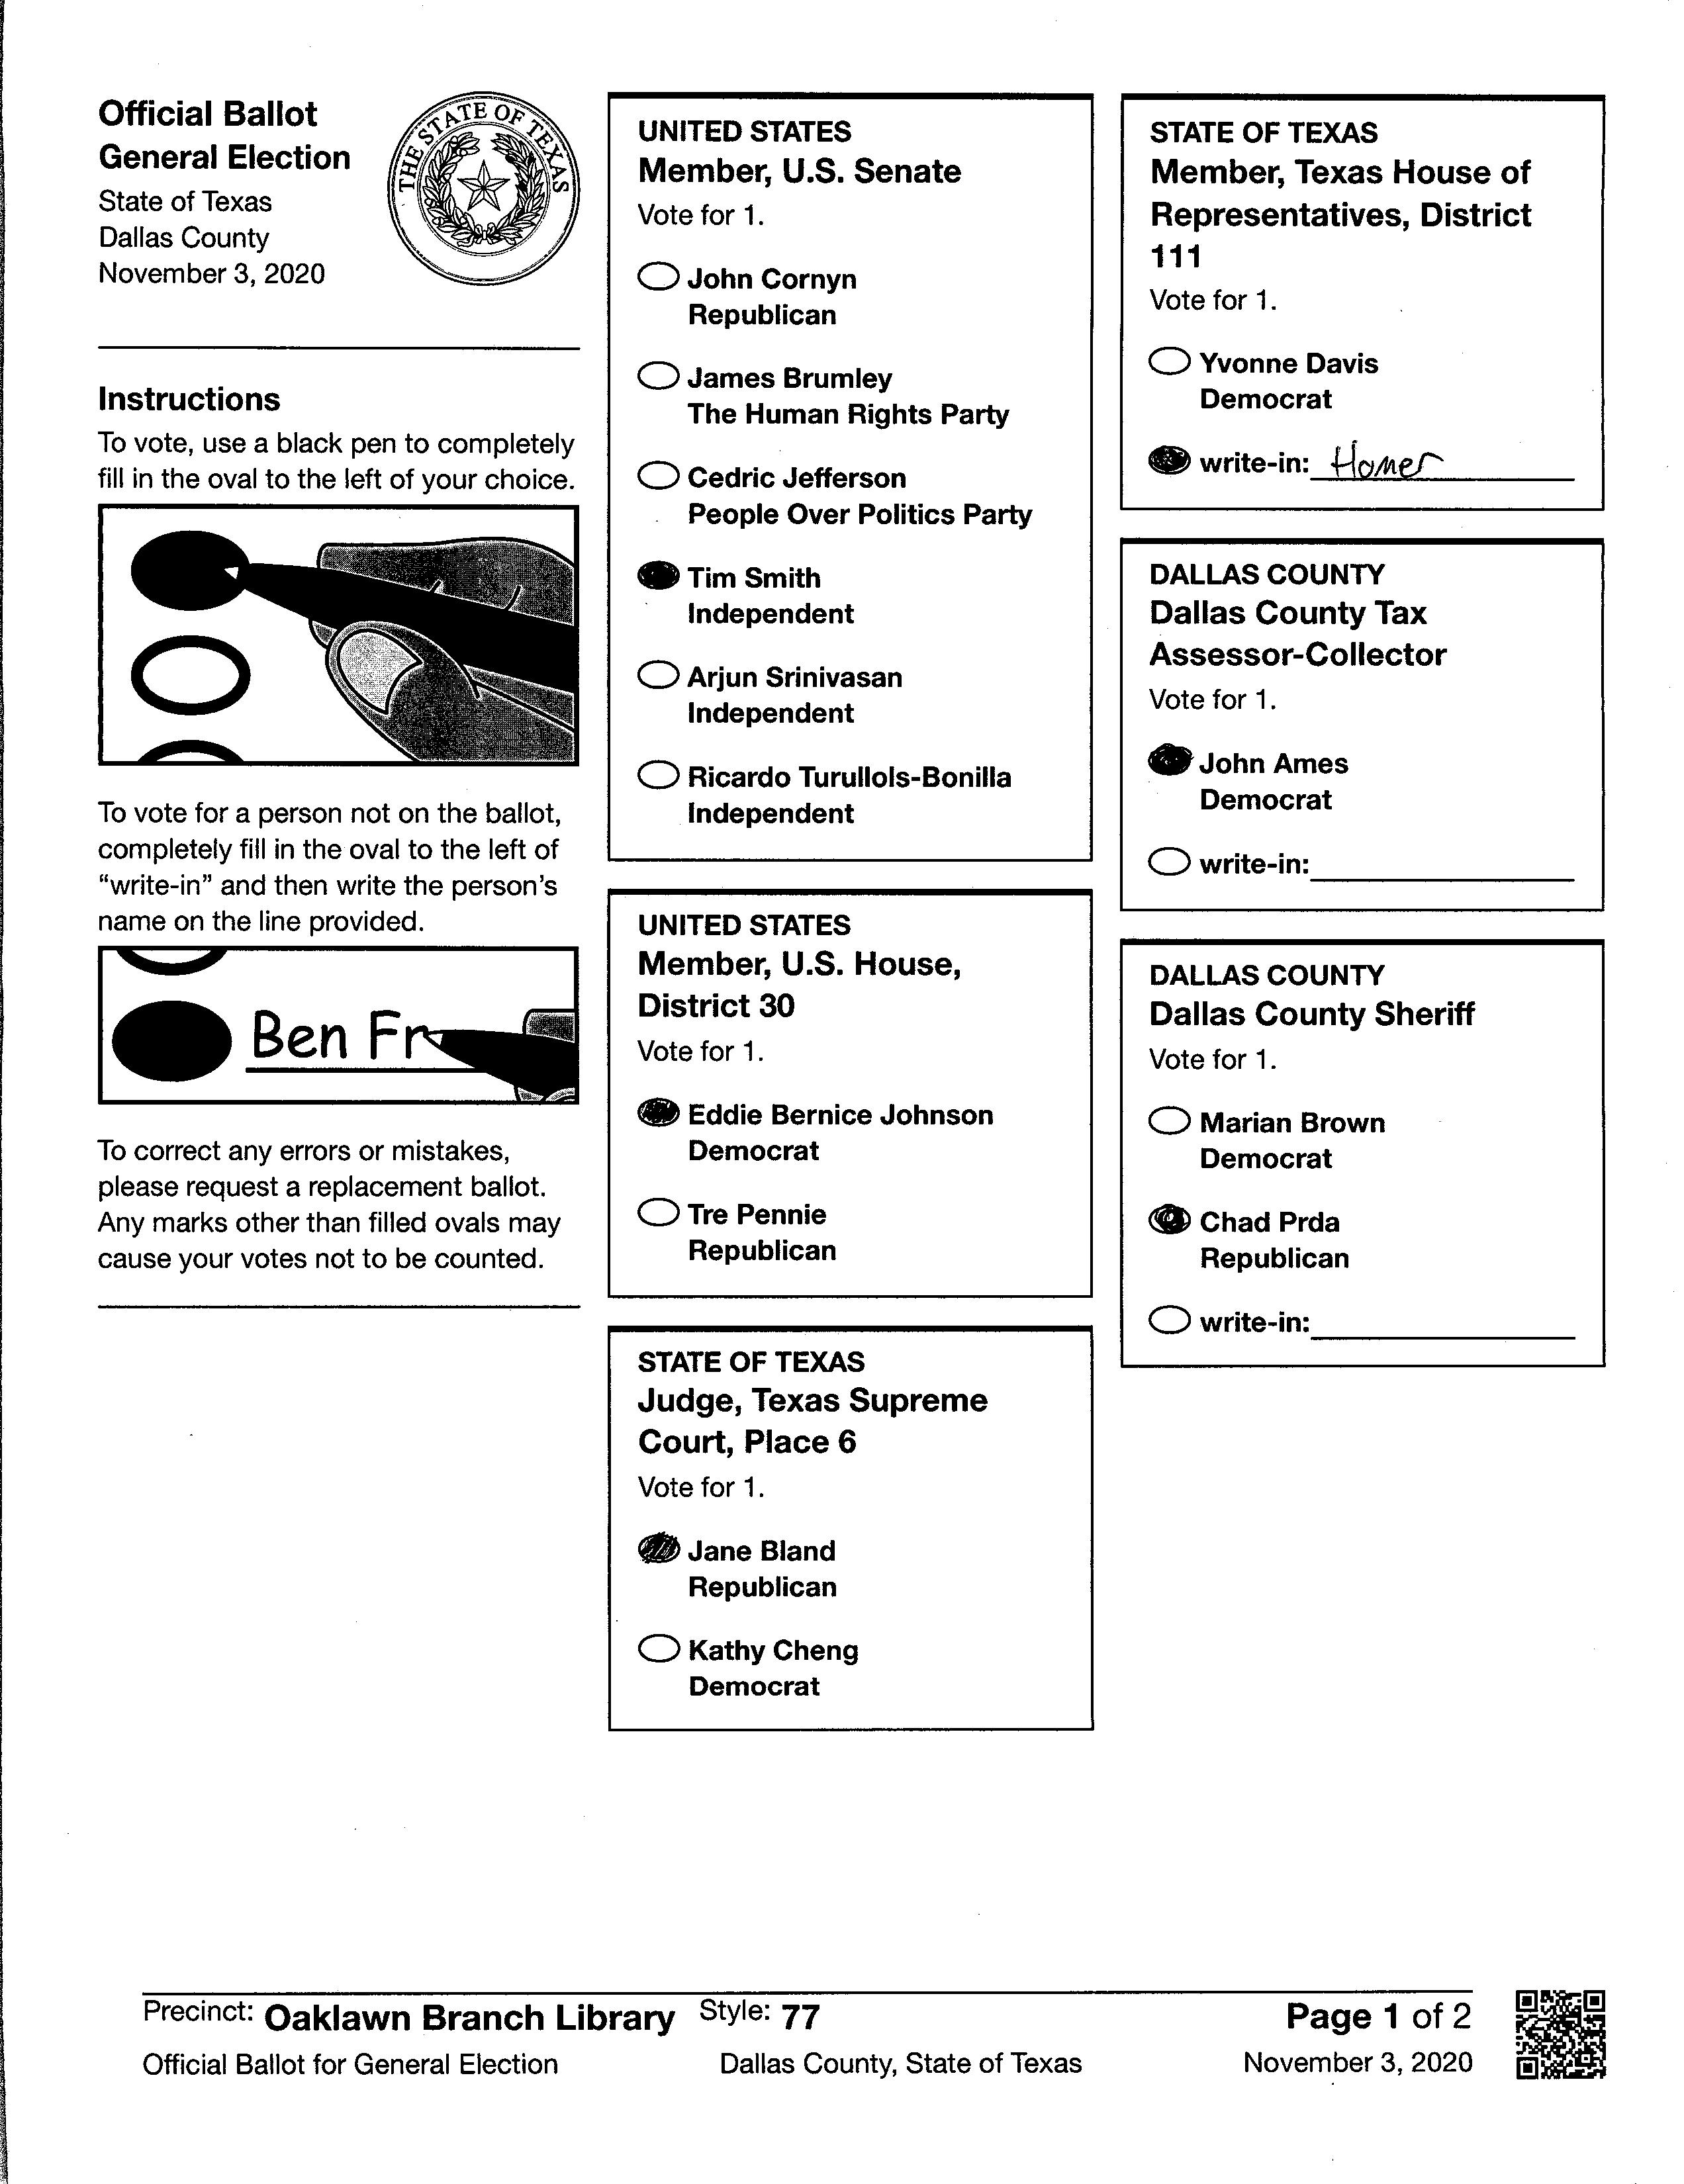 Official Ballot
General Election
State of Texas
Dallas County
November 3, 2020
THE STATE OF TEXAS
Instructions
To vote, use a black pen to completely
fill in the oval to the left of your choice.
To vote for a person not on the ballot,
completely fill in the oval to the left of
“write-in” and then write the person’s
name on the line provided.
Ben Fr
To correct any errors or mistakes,
please request a replacement ballot.
Any marks other than filled ovals may
cause your votes not to be counted.
UNITED STATES
Member, U.S. Senate
Vote for 1.
John Cornyn
Republican
James Brumley
The Human Rights Party
Cedric Jefferson
People Over Politics Party
Tim Smith
Independent
Arjun Srinivasan
Independent
Ricardo Turullols-Bonilla
Independent
UNITED STATES
Member, U.S. House,
District 30
Vote for 1.
Eddie Bernice Johnson
Democrat
Tre Pennie
Republican
STATE OF TEXAS
Judge, Texas Supreme
Court, Place 6
Vote for 1.
Jane Bland
Republican
Kathy Cheng
Democrat
STATE OF TEXAS
Member, Texas House of
Representatives, District
111
Vote for 1.
Yvonne Davis
Democrat
write-in: Homer
DALLAS COUNTY
Dallas County Tax
Assessor-Collector
Vote for 1.
John Ames
Democrat
write-in:
DALLAS COUNTY
Dallas County Sheriff
Vote for 1.
Marian Brown
Democrat
Chad Prda
Republican
write-in:
Precinct: Oaklawn Branch Library Style: 77 Page 1 of 2
Official Ballot for General Election Dallas County, State of Texas November 3, 2020